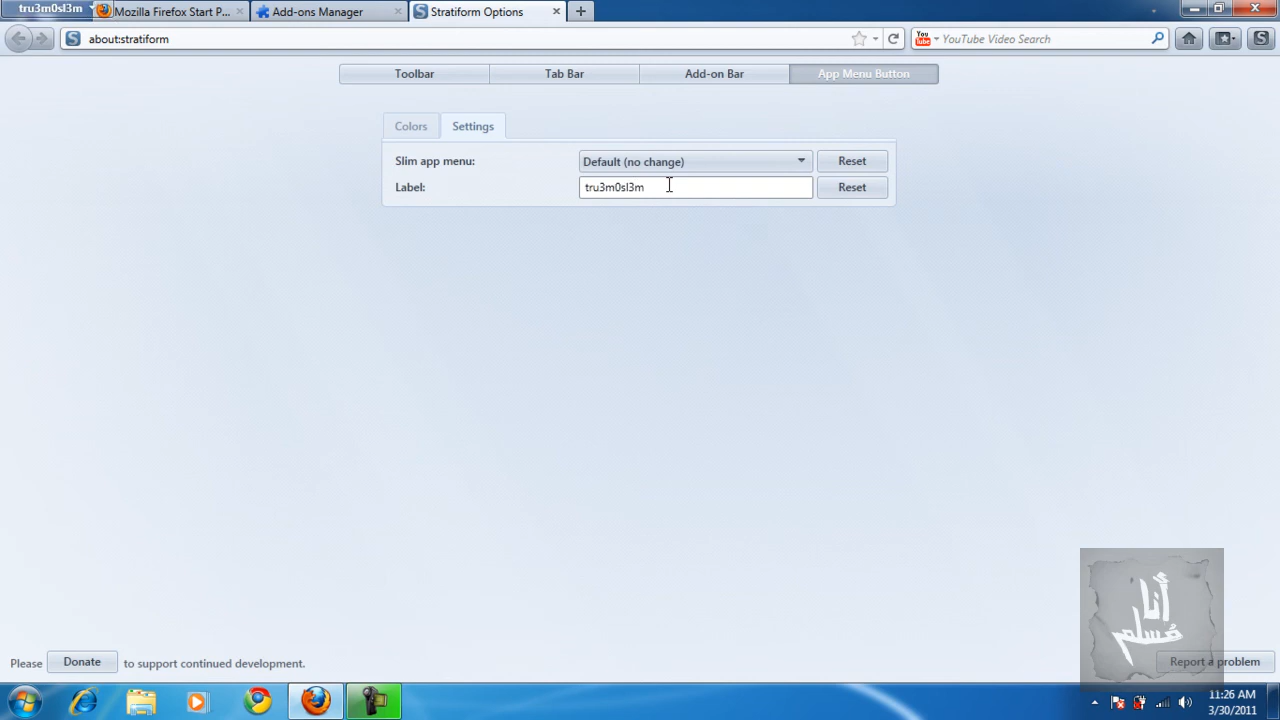 tru3m0sl3m
Mozilla Firefox Start P...
Add-ons Manager
Stratiform Options
about:stratiform
You Tube
YouTube Video Search
Toolbar
Tab Bar
Add-on Bar
App Menu Button
Colors
Settings
Slim app menu:
Default (no change)
Reset
Label:
tru3m0sl3m
Reset
أنا
مُسلم
Please
Donate
to support continued development.
Report a problem
11:26 AM
3/30/2011